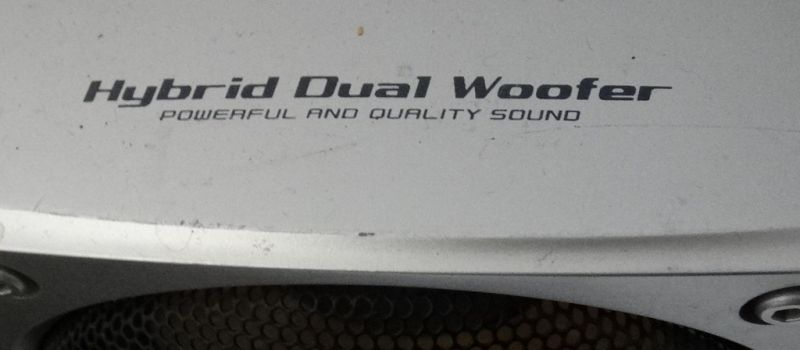 Hybrid Dual Woofer
POWERFUL AND QUALITY SOUND